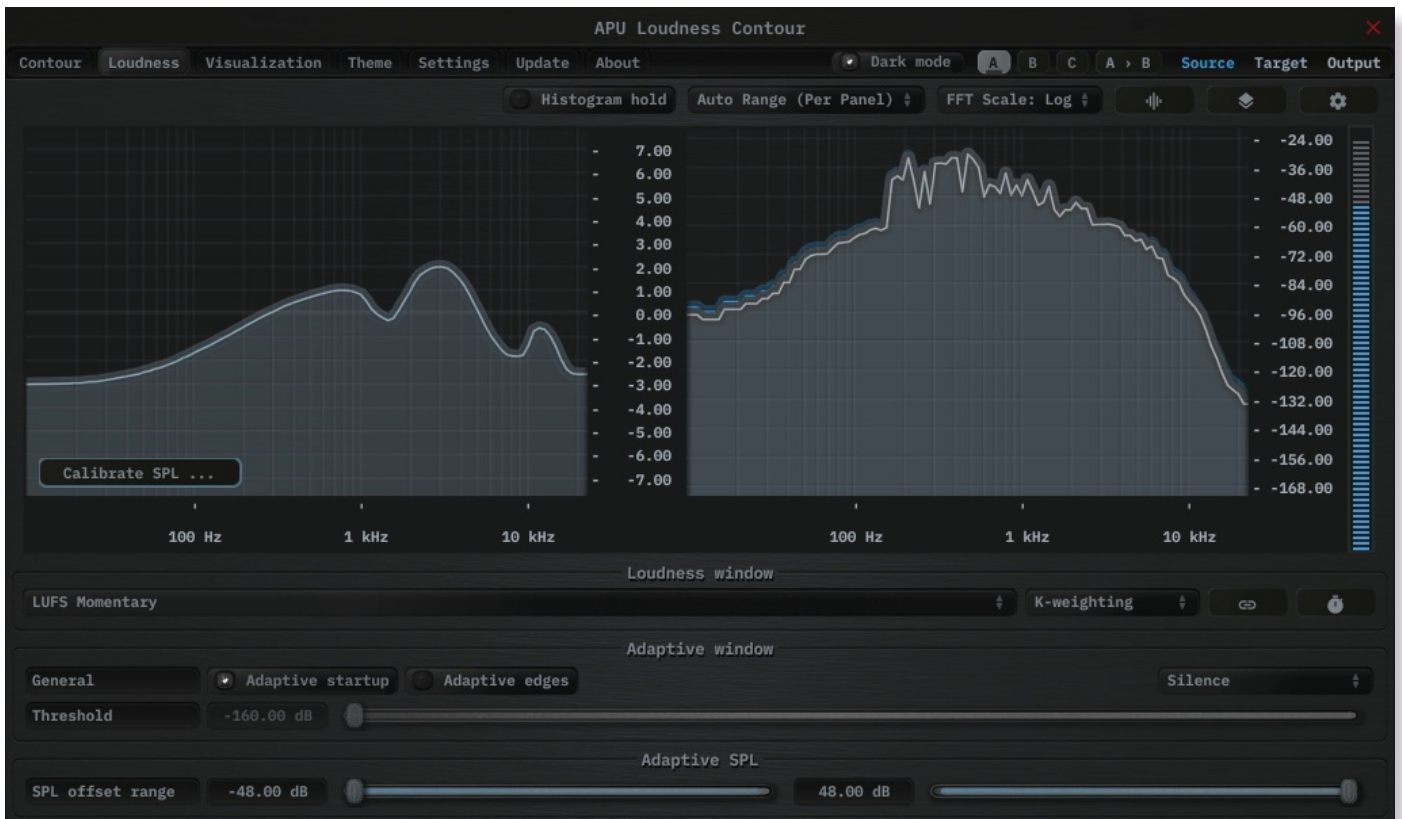 APU Loudness Contour
Contour Loudness Visualization Theme Settings Update About Dark mode A B C A › B Source Target Output
Histogram hold Auto Range (Per Panel) FFT Scale: Log
7.00
6.00
5.00
4.00
3.00
2.00
1.00
0.00
-1.00
-2.00
-3.00
-4.00
-5.00
-6.00
-7.00
Calibrate SPL ...
100 Hz 1 kHz 10 kHz
-24.00
-36.00
-48.00
-60.00
-72.00
-84.00
-96.00
-108.00
-120.00
-132.00
-144.00
-156.00
-168.00
100 Hz 1 kHz 10 kHz
Loudness window
LUFS Momentary K-weighting
Adaptive window
General Adaptive startup Adaptive edges Silence
Threshold -160.00 dB
Adaptive SPL
SPL offset range -48.00 dB 48.00 dB